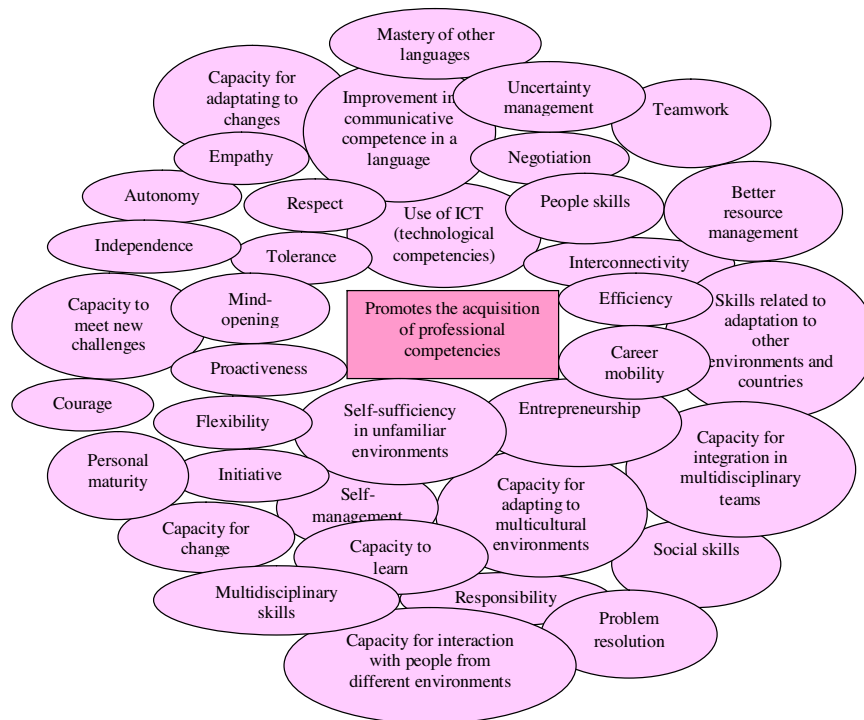 Mastery of other
languages
Capacity for
adaptating to
changes
Improvement in
communicative
competence in a
language
Uncertainty
management
Teamwork
Empathy
Negotiation
Autonomy
Respect
Use of ICT
(technological
competencies)
People skills
Better
resource
management
Independence
Tolerance
Interconnectivity
Capacity to
meet new
challenges
Mind-
opening
Promotes the acquisition
of professional
competencies
Efficiency
Skills related to
adaptation to
other
environments and
countries
Proactiveness
Career
mobility
Courage
Flexibility
Self-sufficiency
in unfamiliar
environments
Entrepreneurship
Capacity for
integration in
multidisciplinary
teams
Personal
maturity
Initiative
Self-
management
Capacity for
adapting to
multicultural
environments
Capacity for
change
Capacity to
learn
Social skills
Multidisciplinary
skills
Responsibility
Problem
resolution
Capacity for interaction
with people from
different environments